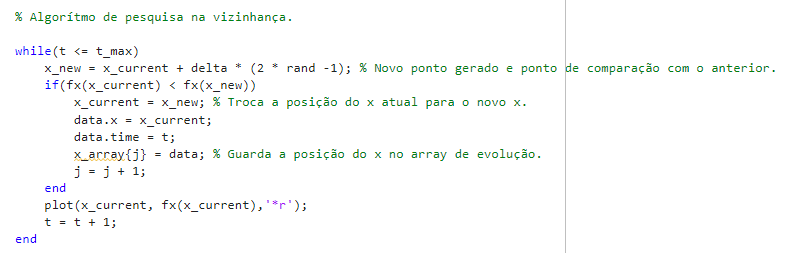 % Algorítmo de pesquisa na vizinhança.
while(t <= t_max)
x_new = x_current + delta * (2 * rand -1); % Novo ponto gerado e ponto de comparação com o anterior.
if(fx(x_current) < fx(x_new))
x_current = x_new; % Troca a posição do x atual para o novo x.
data.x = x_current;
data.time = t;
x_array{j} = data; % Guarda a posição do x no array de evolução.
j = j + 1;
end
plot(x_current, fx(x_current),'*r');
t = t + 1;
end